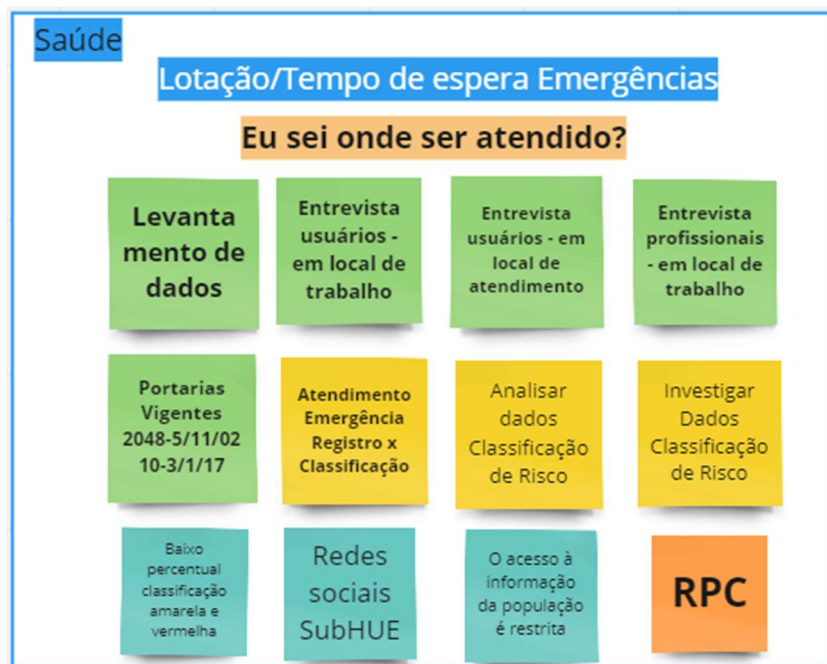 Saúde
Lotação/Tempo de espera Emergências
Eu sei onde ser atendido?
Levanta
mento de
dados
Entrevista
usuários -
em local de
trabalho
Entrevista
usuários - em
local de
atendimento
Entrevista
profissionais
- em local de
trabalho
Portarias
Vigentes
2048-5/11/02
10-3/1/17
Atendimento
Emergência
Registro x
Classificação
Analisar
dados
Classificação
de Risco
Investigar
Dados
Classificação
de Risco
Baixo
percentual
classificação
amarela e
vermelha
Redes
sociais
SubHUE
O acesso à
informação
da população
é restrita
RPC